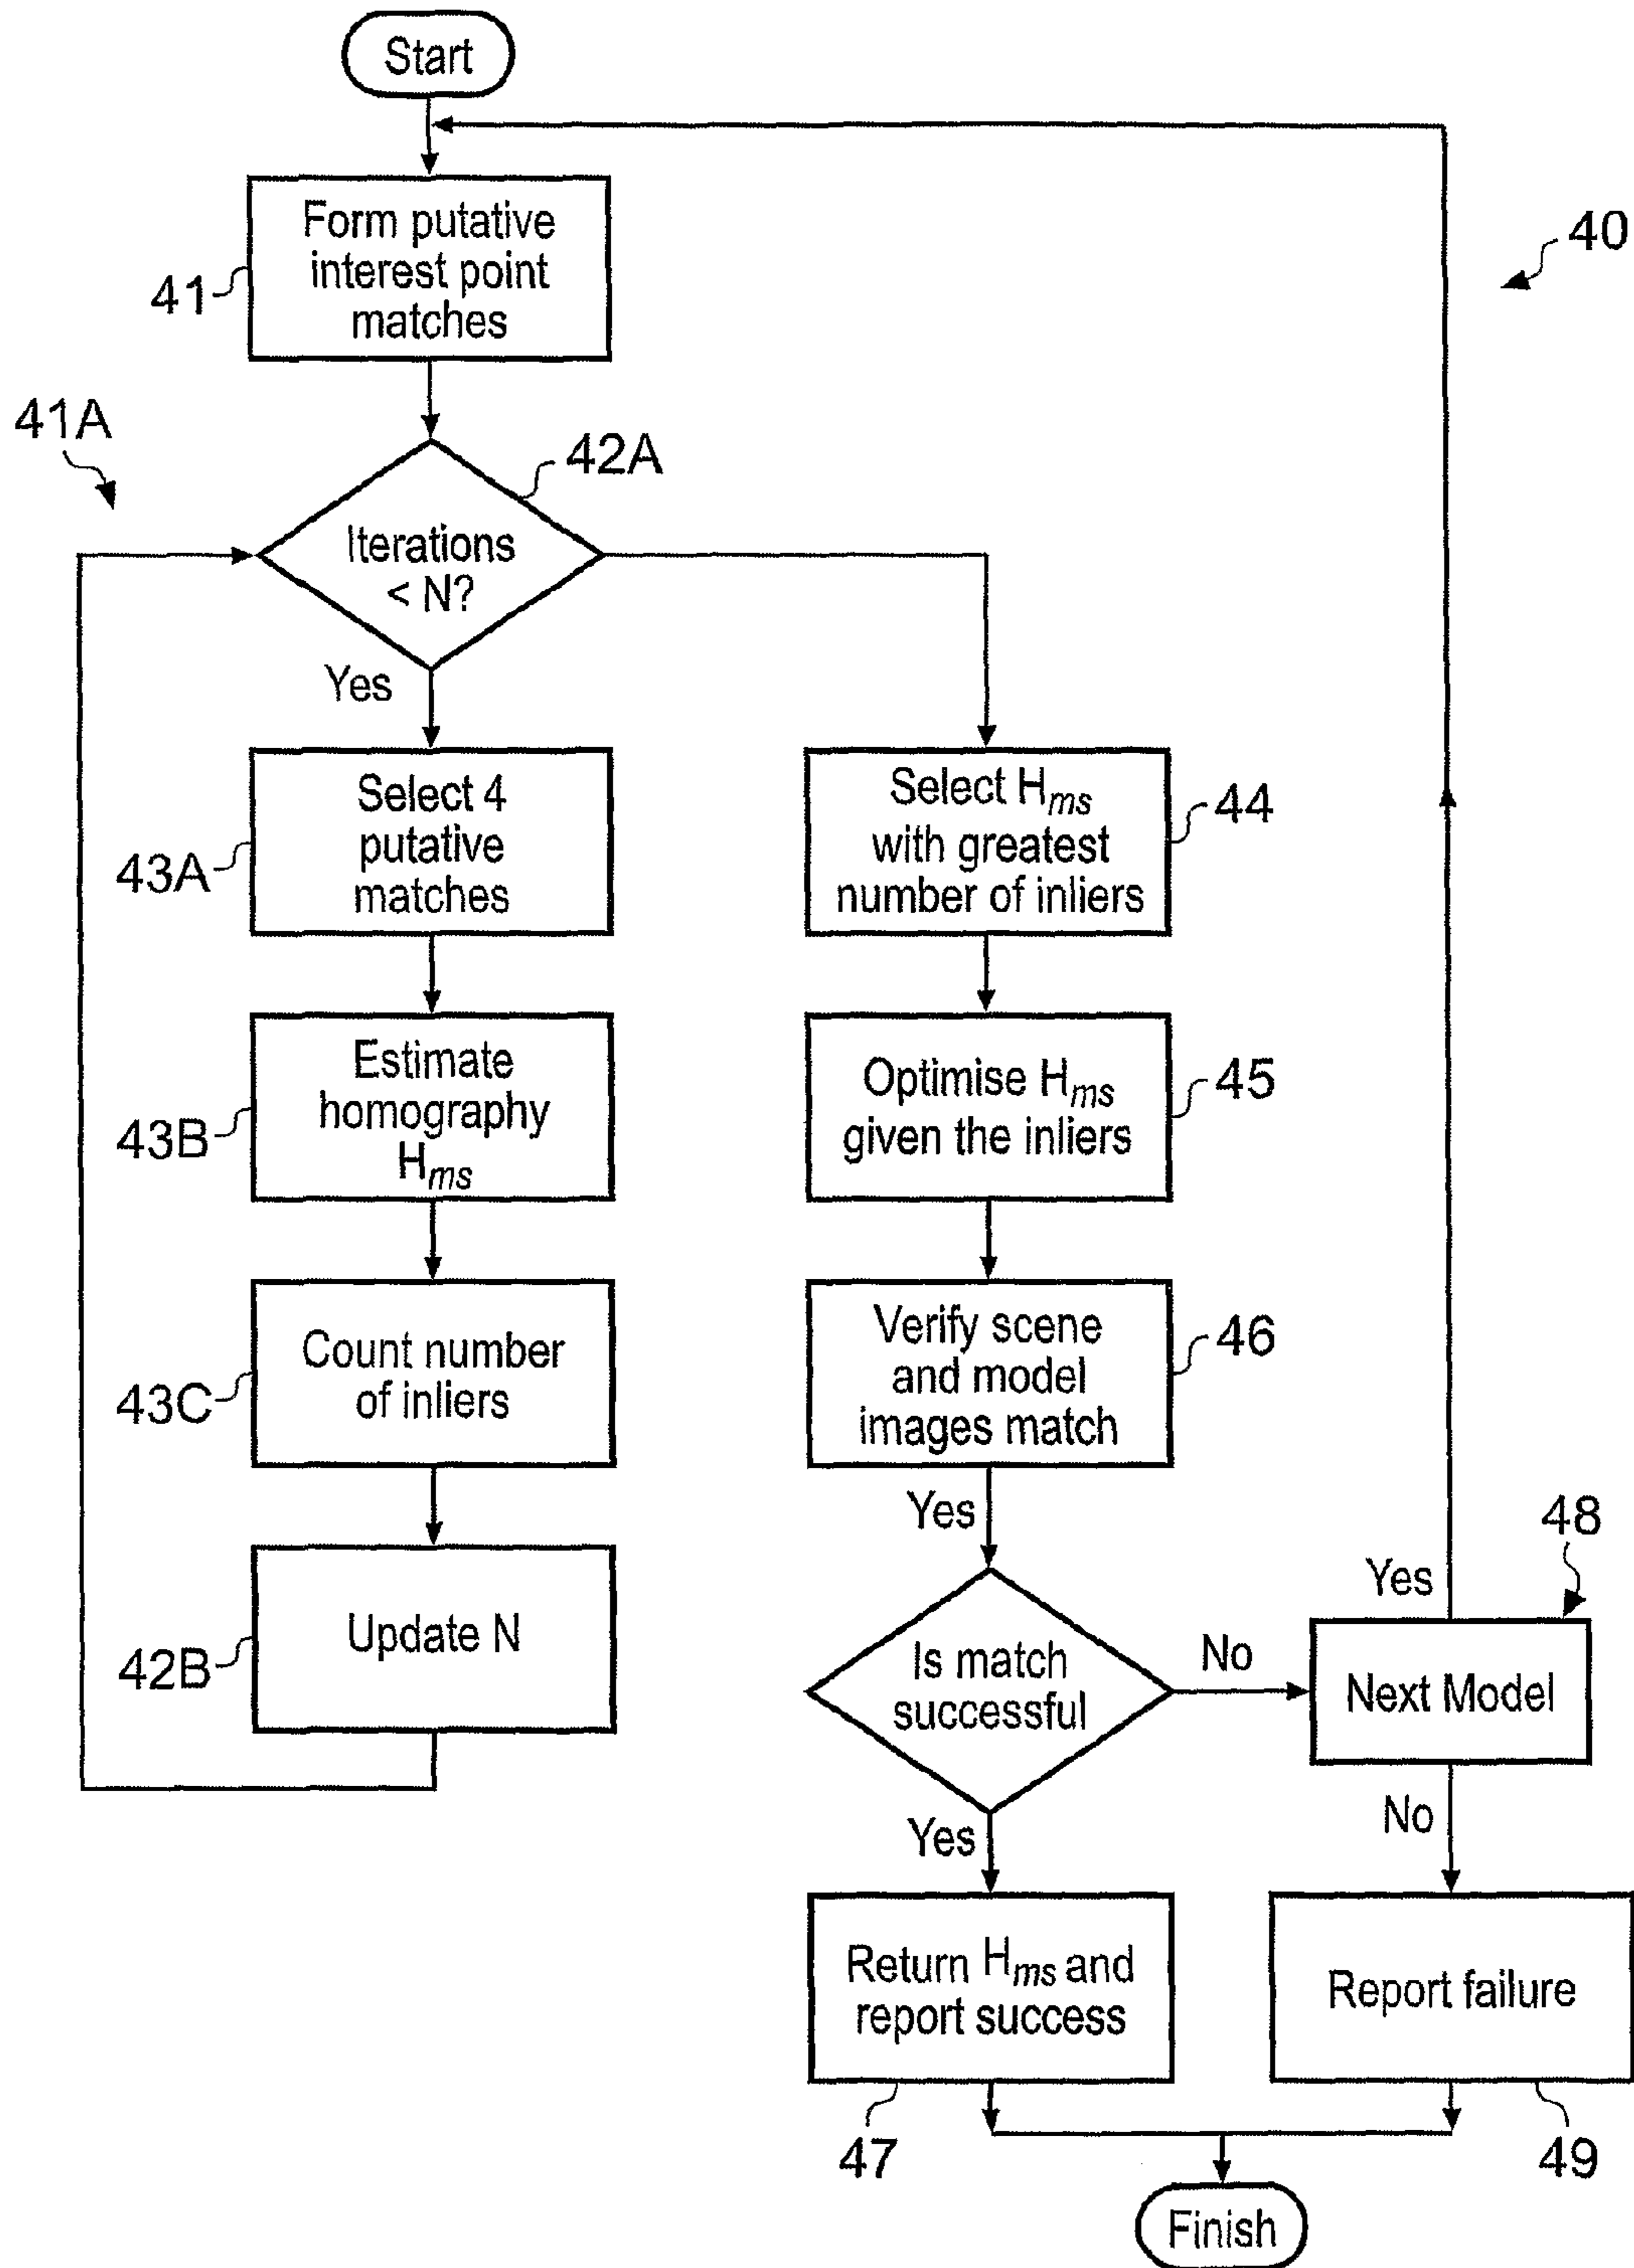 Start
40
Form putative
interest point
matches
41
41A
42A
Iterations
< N?
Yes
Select 4
putative
matches
43A
Select Hms
with greatest
number of inliers
44
Estimate
homography
Hms
43B
Optimise Hms
given the inliers
45
Count number
of inliers
43C
Verify scene
and model
images match
46
Yes
Update N
42B
Is match
successful
No
Yes
48
Next Model
Yes
No
Return Hms and
report success
47
Report failure
49
Finish